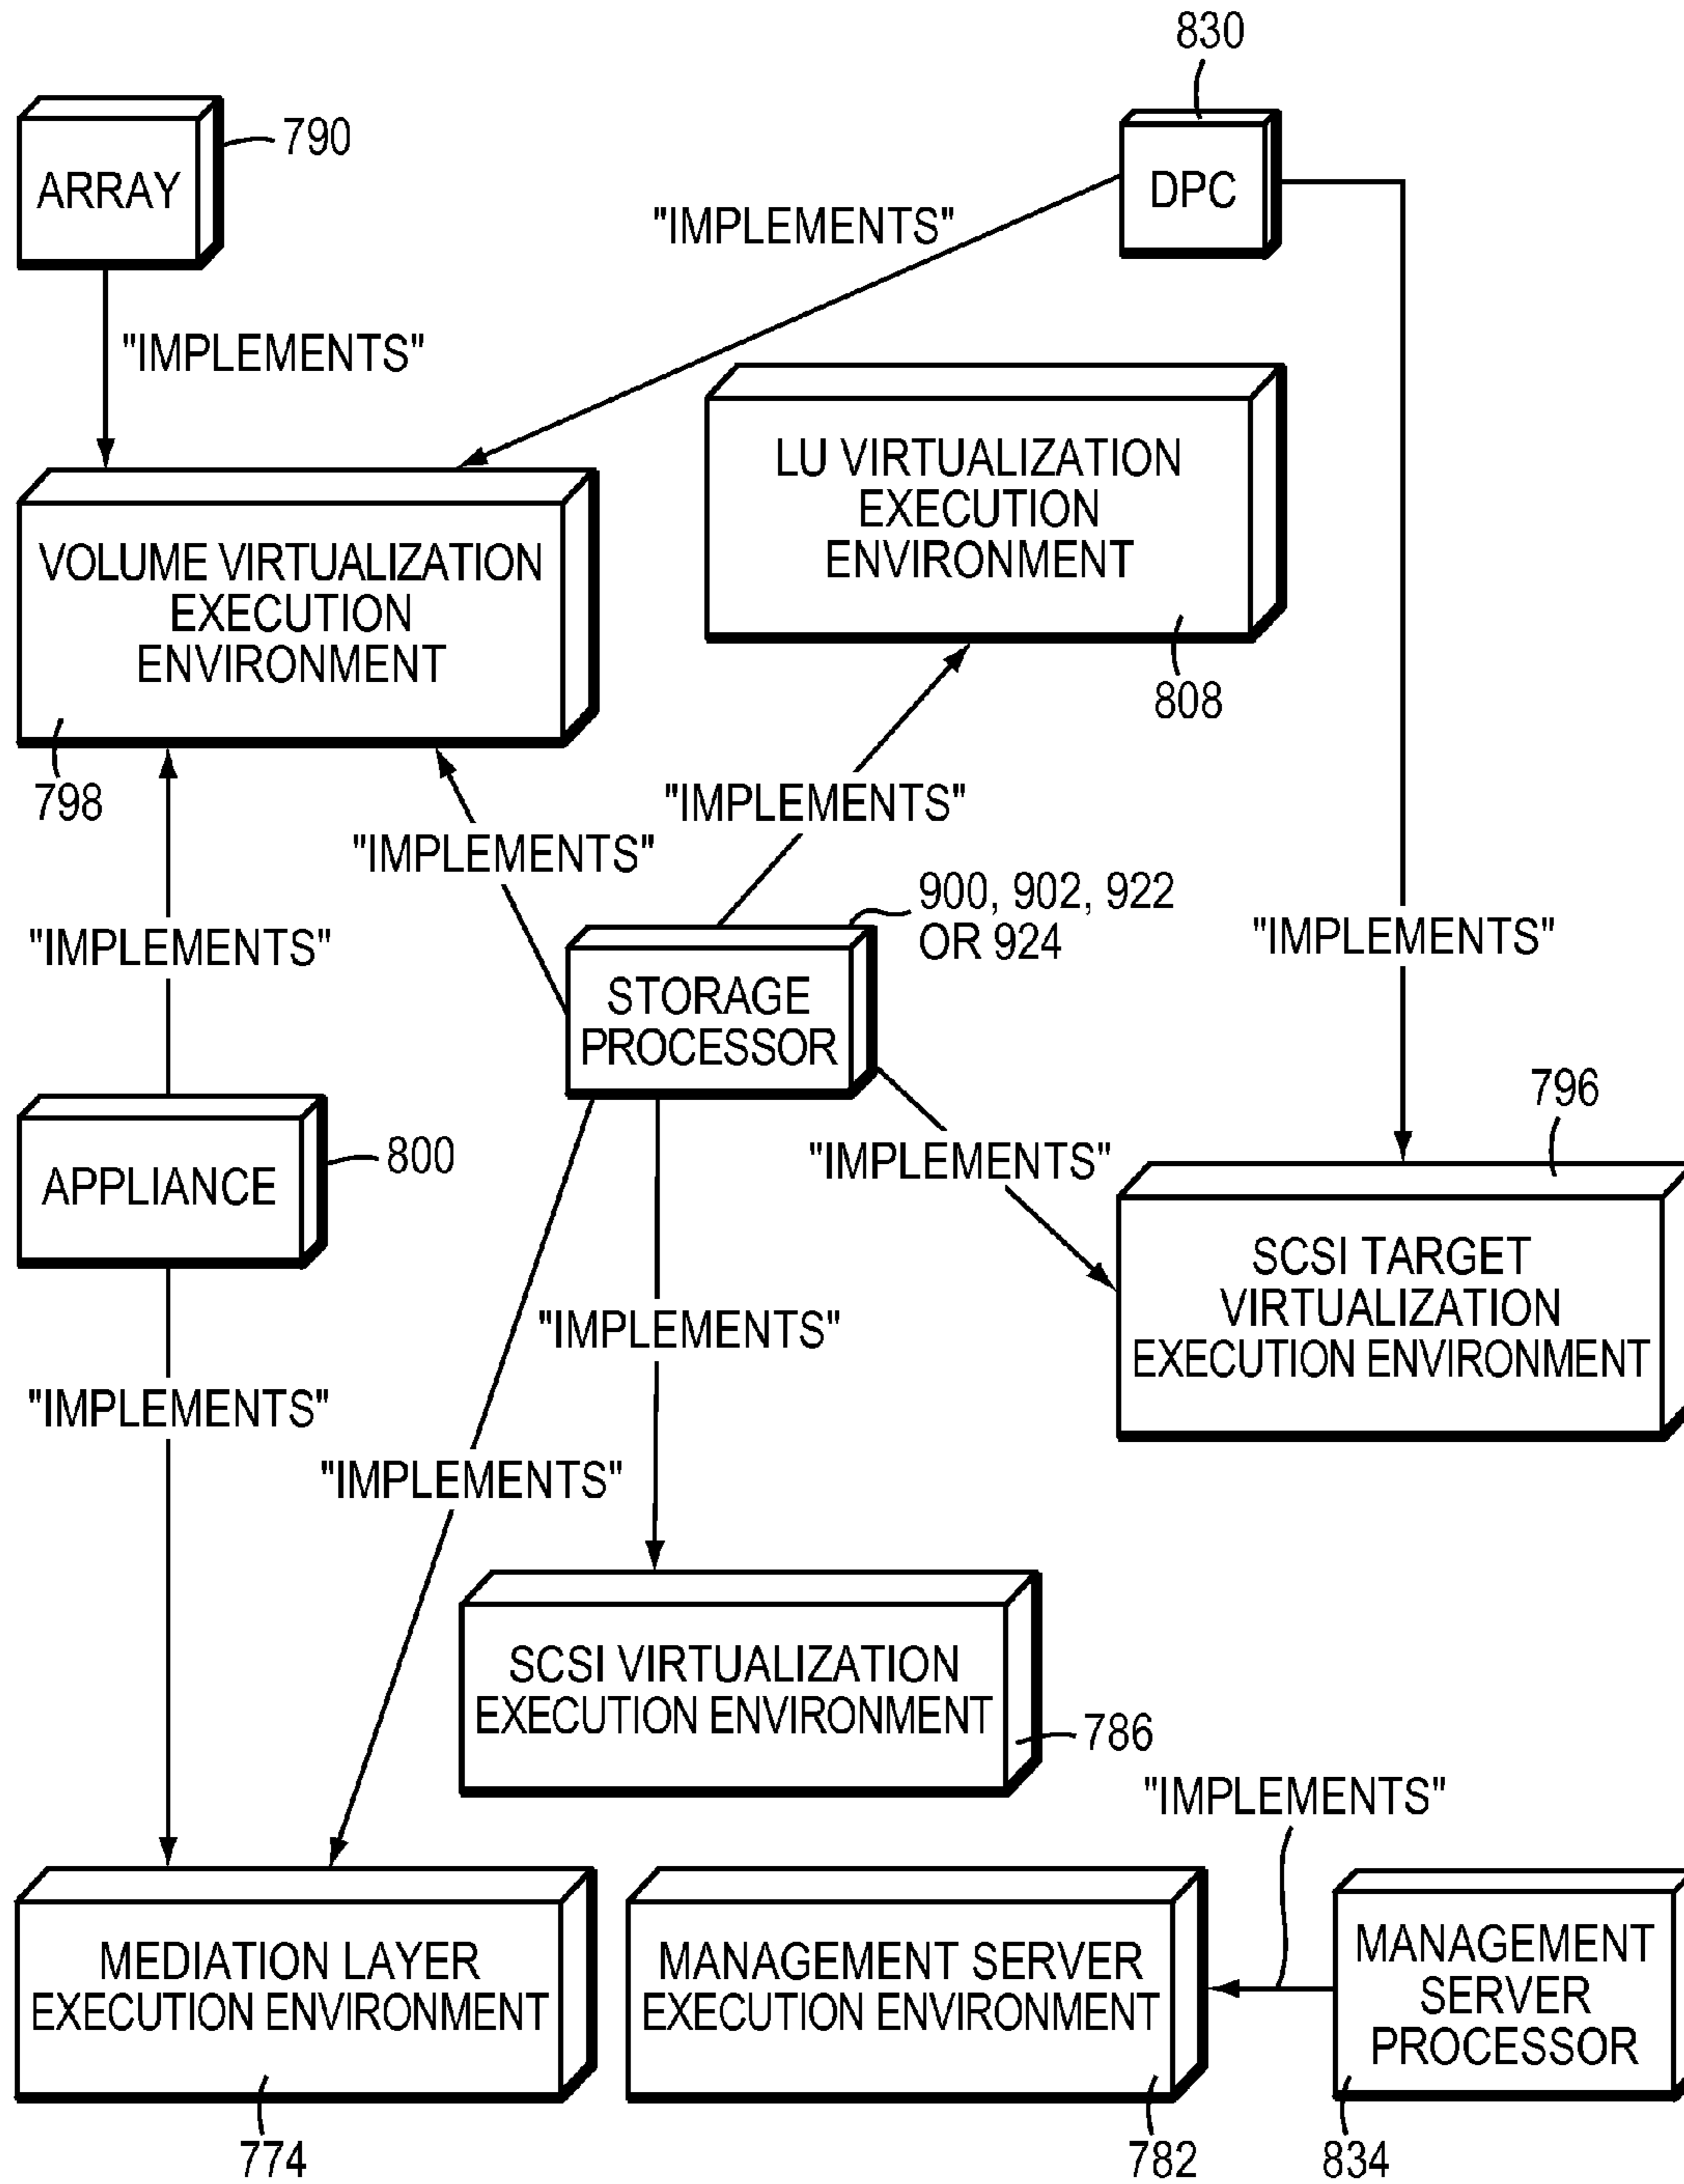 830
790
ARRAY
DPC
"IMPLEMENTS"
"IMPLEMENTS"
LU VIRTUALIZATION
EXECUTION
ENVIRONMENT
808
VOLUME VIRTUALIZATION
EXECUTION
ENVIRONMENT
798
"IMPLEMENTS"
"IMPLEMENTS"
900, 902, 922
OR 924
"IMPLEMENTS"
"IMPLEMENTS"
STORAGE
PROCESSOR
796
"IMPLEMENTS"
800
APPLIANCE
SCSI TARGET
VIRTUALIZATION
EXECUTION ENVIRONMENT
"IMPLEMENTS"
"IMPLEMENTS"
"IMPLEMENTS"
SCSI VIRTUALIZATION
EXECUTION ENVIRONMENT
786
"IMPLEMENTS"
MEDIATION LAYER
EXECUTION ENVIRONMENT
774
MANAGEMENT SERVER
EXECUTION ENVIRONMENT
782
MANAGEMENT
SERVER
PROCESSOR
834